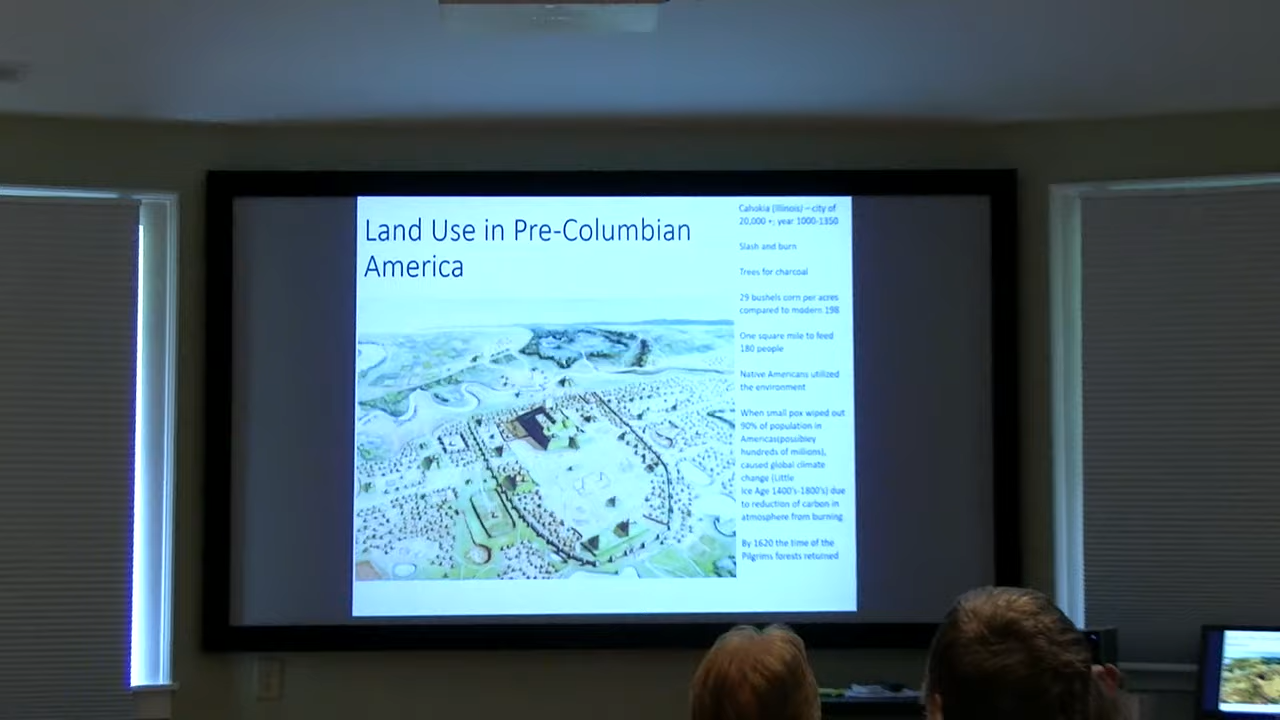 Land Use in Pre-Columbian
America
Cahokia (Illinois) – city of
20,000 +; year 1000-1350
Slash and burn
Trees for charcoal
29 bushels corn per acres
compared to modern 198
One square mile to feed
180 people
Native Americans utilized
the environment
When small pox wiped out
90% of population in
Americas(possibley
hundreds of millions),
caused global climate
change (Little
Ice Age 1400's-1800's) due
to reduction of carbon in
atmosphere from burning
By 1620 the time of the
Pilgrims forests returned